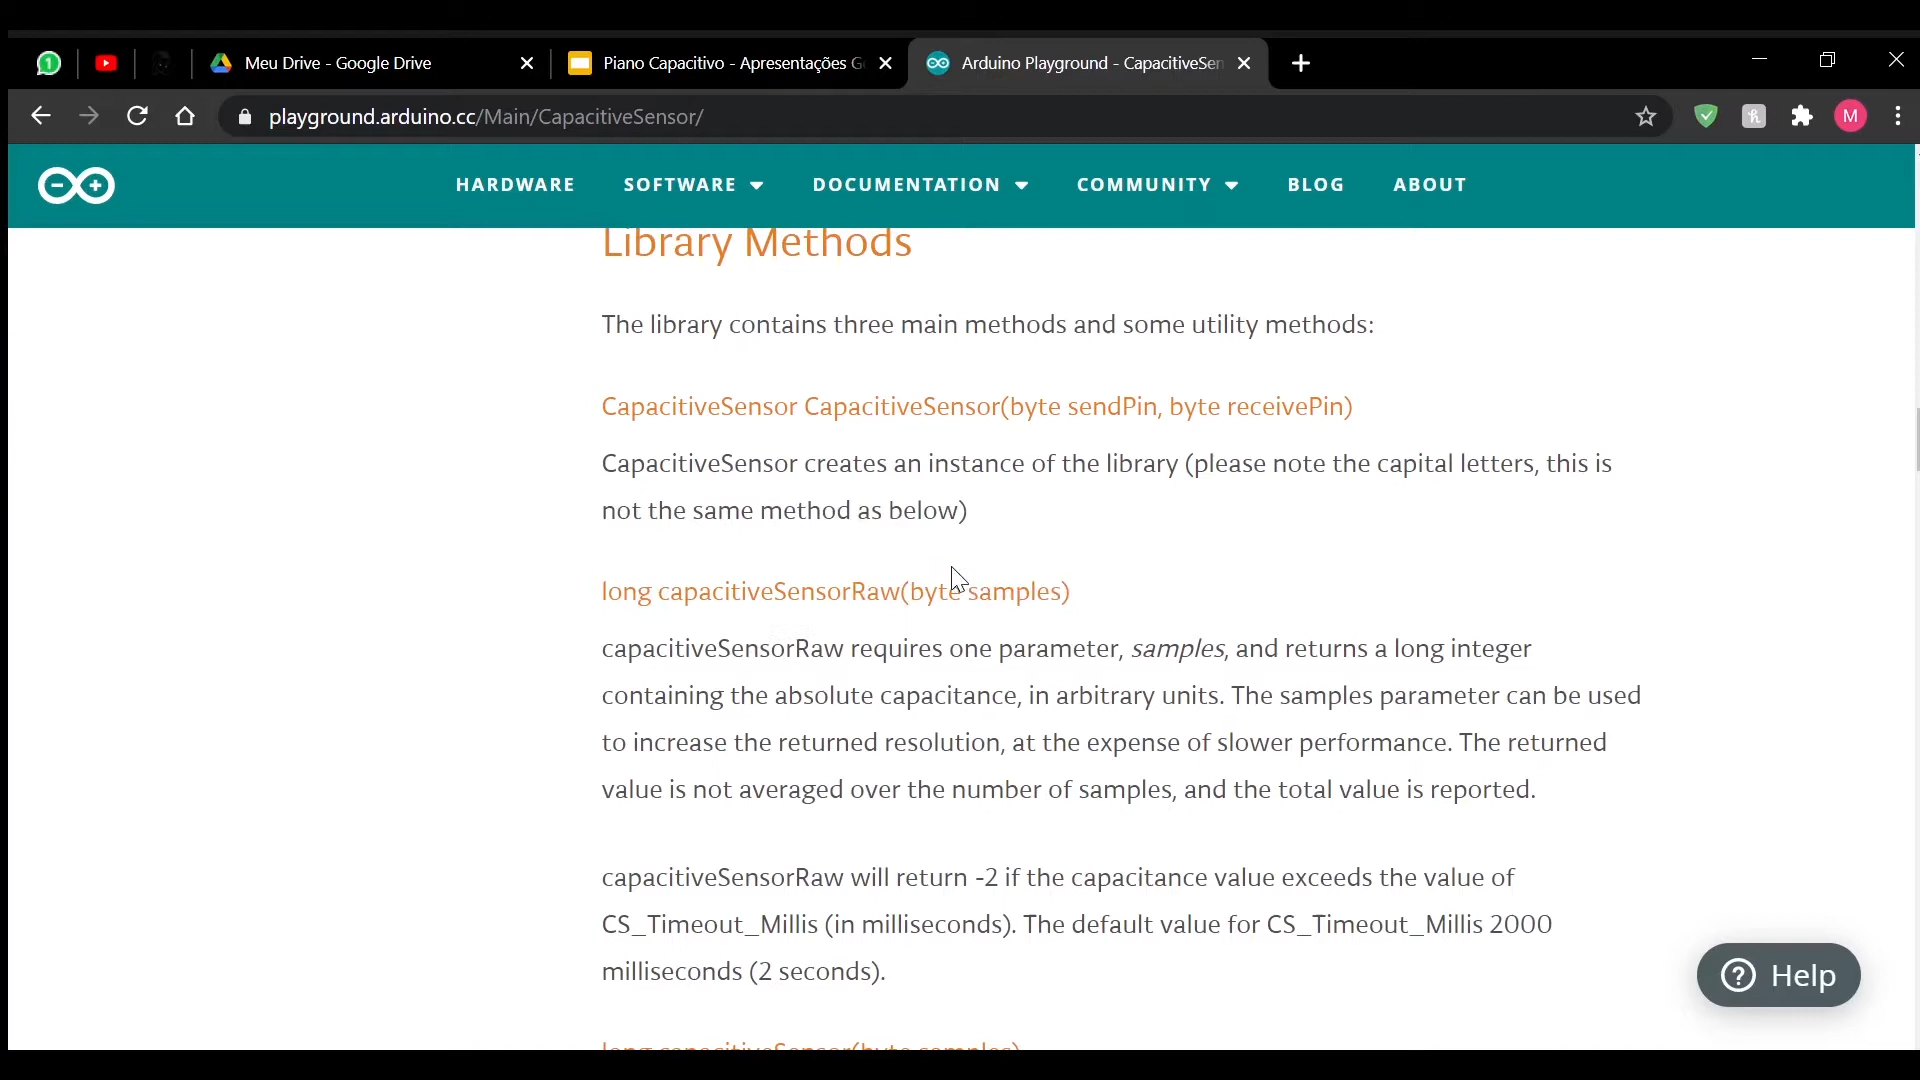 1
Meu Drive - Google Drive
Piano Capacitivo - Apresentações G
Arduino Playground - CapacitiveSen
playground.arduino.cc/Main/CapacitiveSensor/
M
HARDWARE SOFTWARE DOCUMENTATION COMMUNITY BLOG ABOUT
Library Methods
The library contains three main methods and some utility methods:
CapacitiveSensor CapacitiveSensor(byte sendPin, byte receivePin)
CapacitiveSensor creates an instance of the library (please note the capital letters, this is
not the same method as below)
long capacitiveSensorRaw(byte samples)
capacitiveSensorRaw requires one parameter, samples, and returns a long integer
containing the absolute capacitance, in arbitrary units. The samples parameter can be used
to increase the returned resolution, at the expense of slower performance. The returned
value is not averaged over the number of samples, and the total value is reported.
capacitiveSensorRaw will return -2 if the capacitance value exceeds the value of
CS_Timeout_Millis (in milliseconds). The default value for CS_Timeout_Millis 2000
milliseconds (2 seconds).
Help
long capacitiveSensor(byte samples)